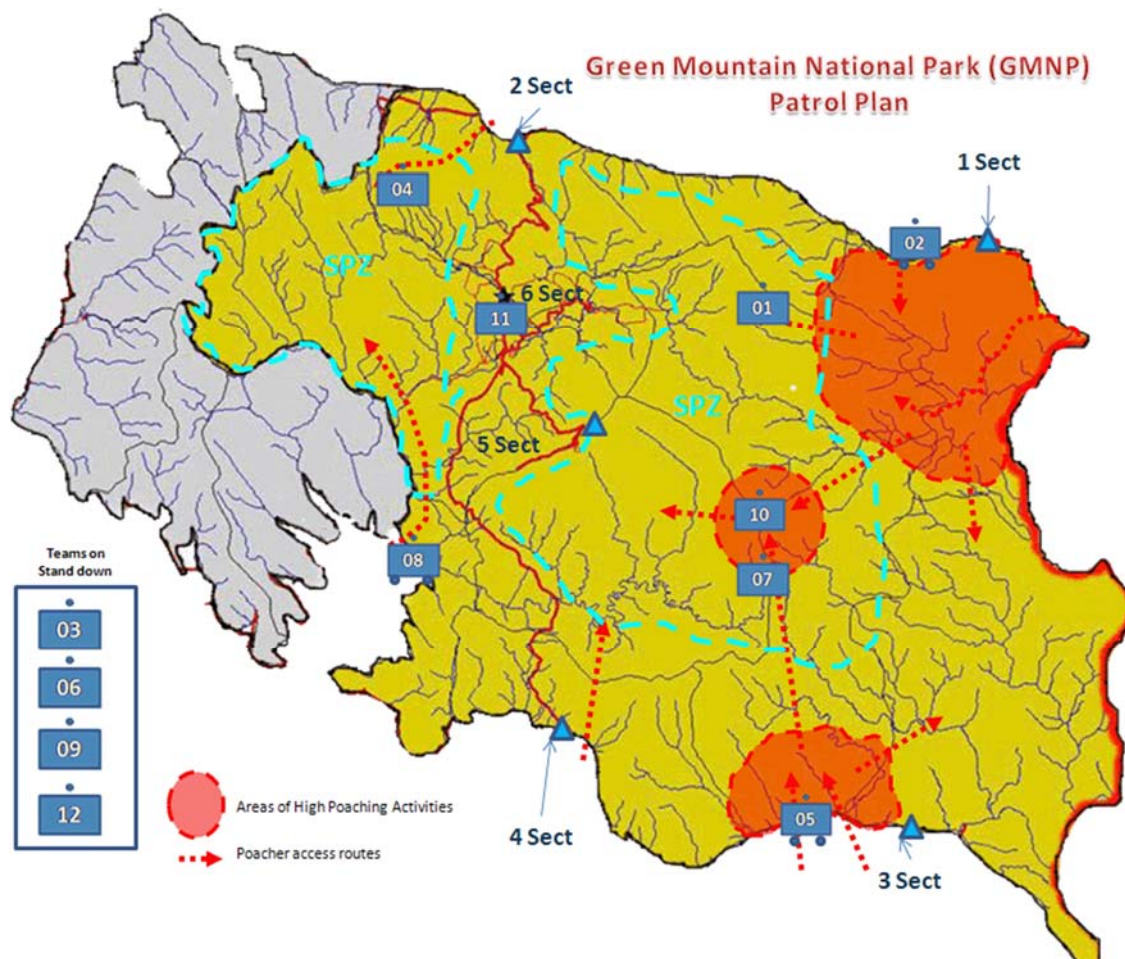 Green Mountain National Park (GMNP)
Patrol Plan
2 Sect
1 Sect
04
02
SPZ
6 Sect
01
11
SPZ
5 Sect
10
08
07
Teams on
Stand down
03
06
09
12
Areas of High Poaching Activities
Poacher access routes
4 Sect
05
3 Sect